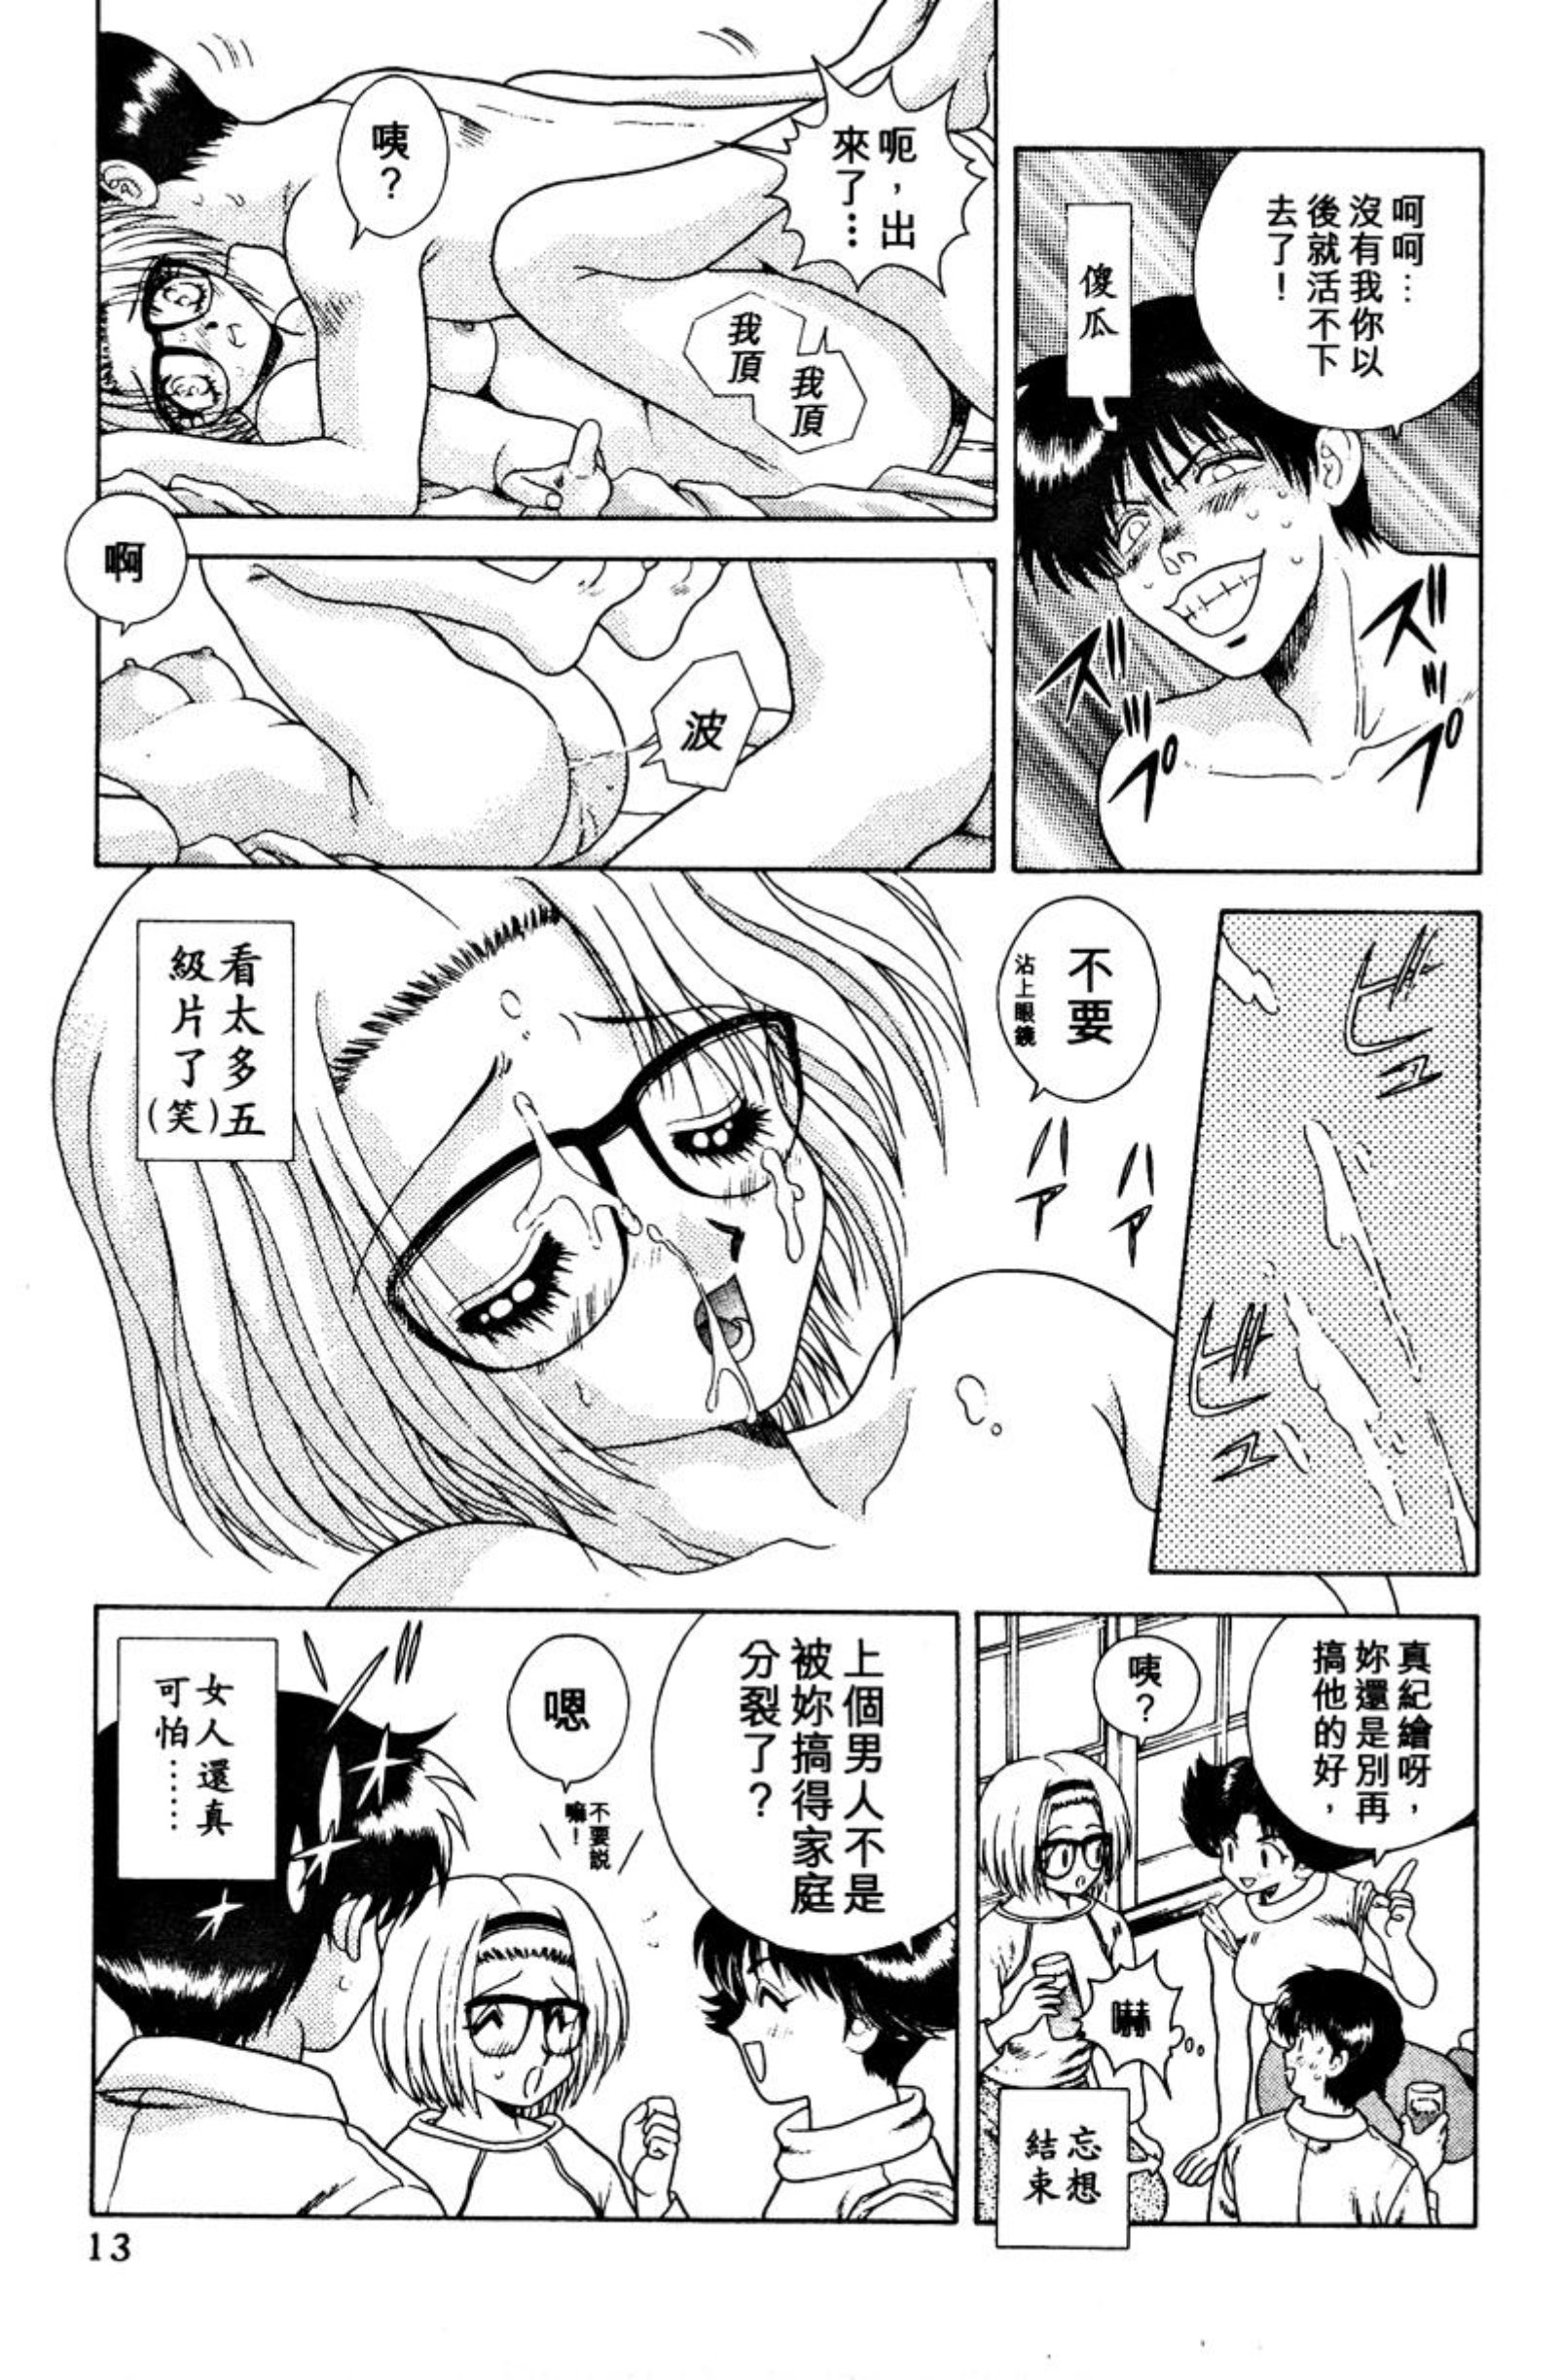 呵呵…
沒有我你以
後就活不下
去了！
傻瓜
ズ
プ
ズ
プ
呃，出
來了…
咦？
我頂
我頂
啊
波
ビュ
ビュ
不要
沾上眼鏡
ハァ
ハァ
看太多五
級片了(笑)
真紀繪呀，
妳還是別再
搞他的好，
咦？
嚇
忘想
結束
上個男人不是
被妳搞得家庭
分裂了？
嗯
不要説
嘛！
女人還真
可怕……
13